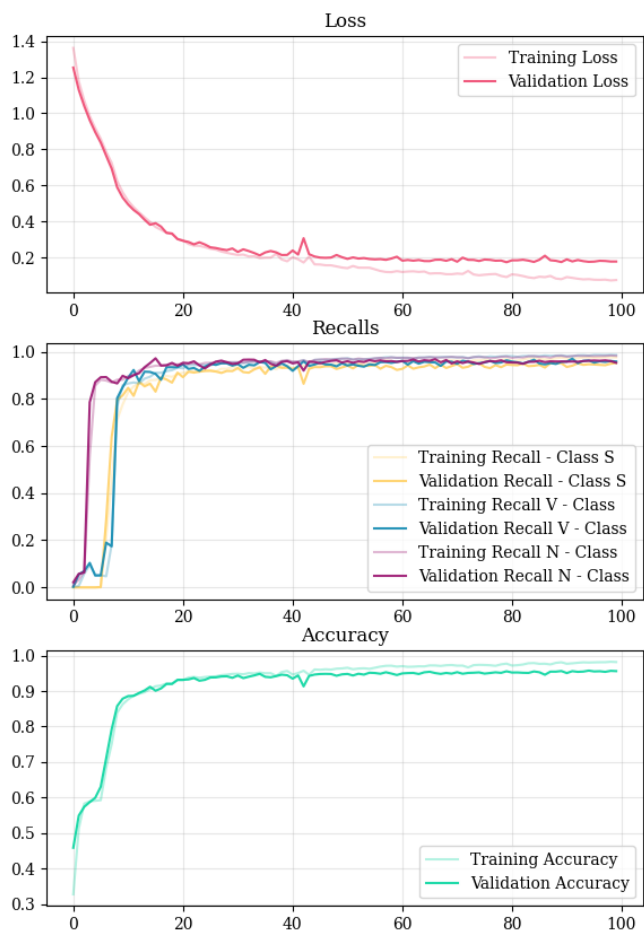 Loss
1.4
1.2
1.0
0.8
0.6
0.4
0.2
Training Loss
Validation Loss
0 20 40 60 80 100
Recalls
1.0
0.8
0.6
0.4
0.2
0.0
Training Recall - Class S
Validation Recall - Class S
Training Recall V - Class
Validation Recall V - Class
Training Recall N - Class
Validation Recall N - Class
0 20 40 60 80 100
Accuracy
1.0
0.9
0.8
0.7
0.6
0.5
0.4
0.3
Training Accuracy
Validation Accuracy
0 20 40 60 80 100